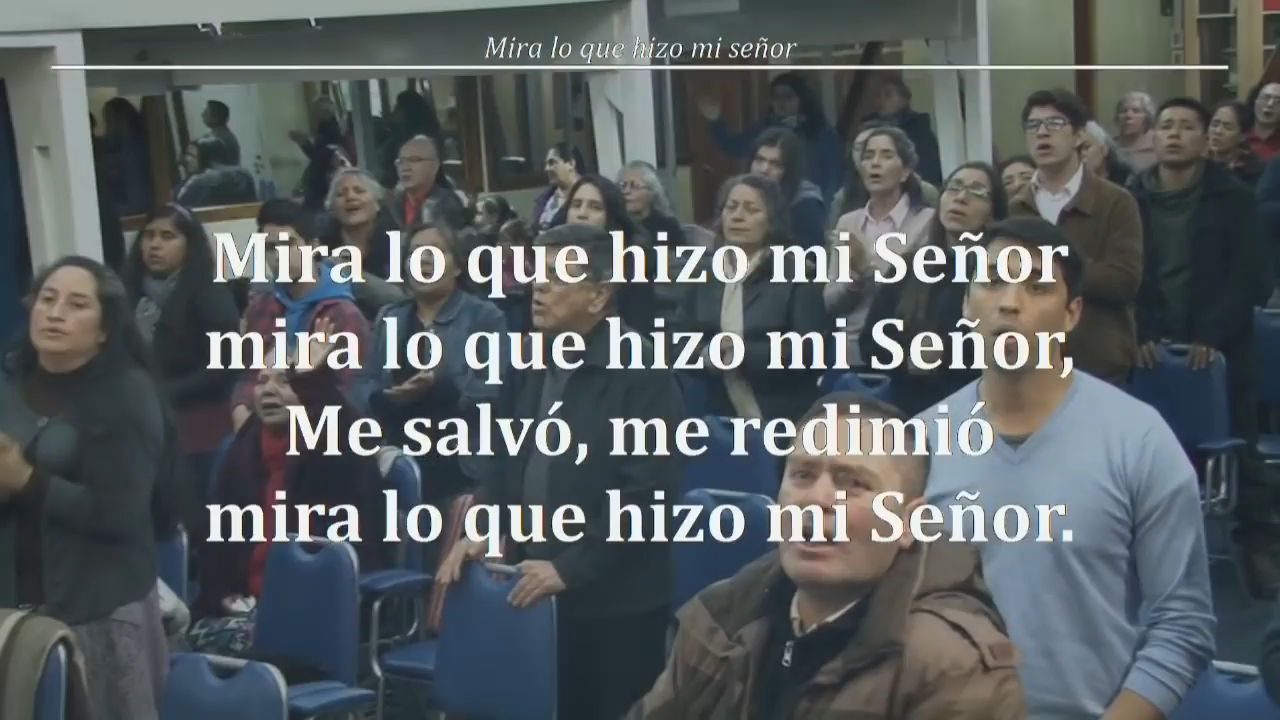 Mira lo que hizo mi señor
Mira lo que hizo mi Señor
mira lo que hizo mi Señor,
Me salvó, me redimió
mira lo que hizo mi Señor.